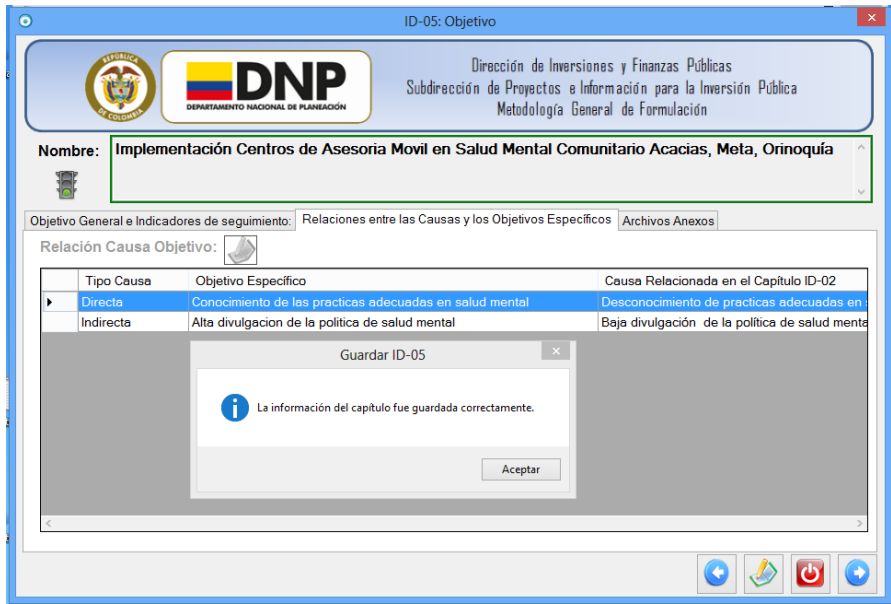 ID-05: Objetivo
REPUBLICA
DE COLOMBIA
DNP
DEPARTAMENTO NACIONAL DE PLANEACIÓN
Dirección de Inversiones y Finanzas Públicas
Subdirección de Proyectos e Información para la Inversión Pública
Metodología General de Formulación
Nombre: Implementación Centros de Asesoria Movil en Salud Mental Comunitario Acacias, Meta, Orinoquía
Objetivo General e Indicadores de seguimiento: Relaciones entre las Causas y los Objetivos Específicos Archivos Anexos
Relación Causa Objetivo:
Tipo Causa Objetivo Específico Causa Relacionada en el Capítulo ID-02
Directa Conocimiento de las practicas adecuadas en salud mental Desconocimiento de practicas adecuadas en
Indirecta Alta divulgacion de la politica de salud mental Baja divulgación de la política de salud menta
Guardar ID-05
La información del capítulo fue guardada correctamente.
Aceptar